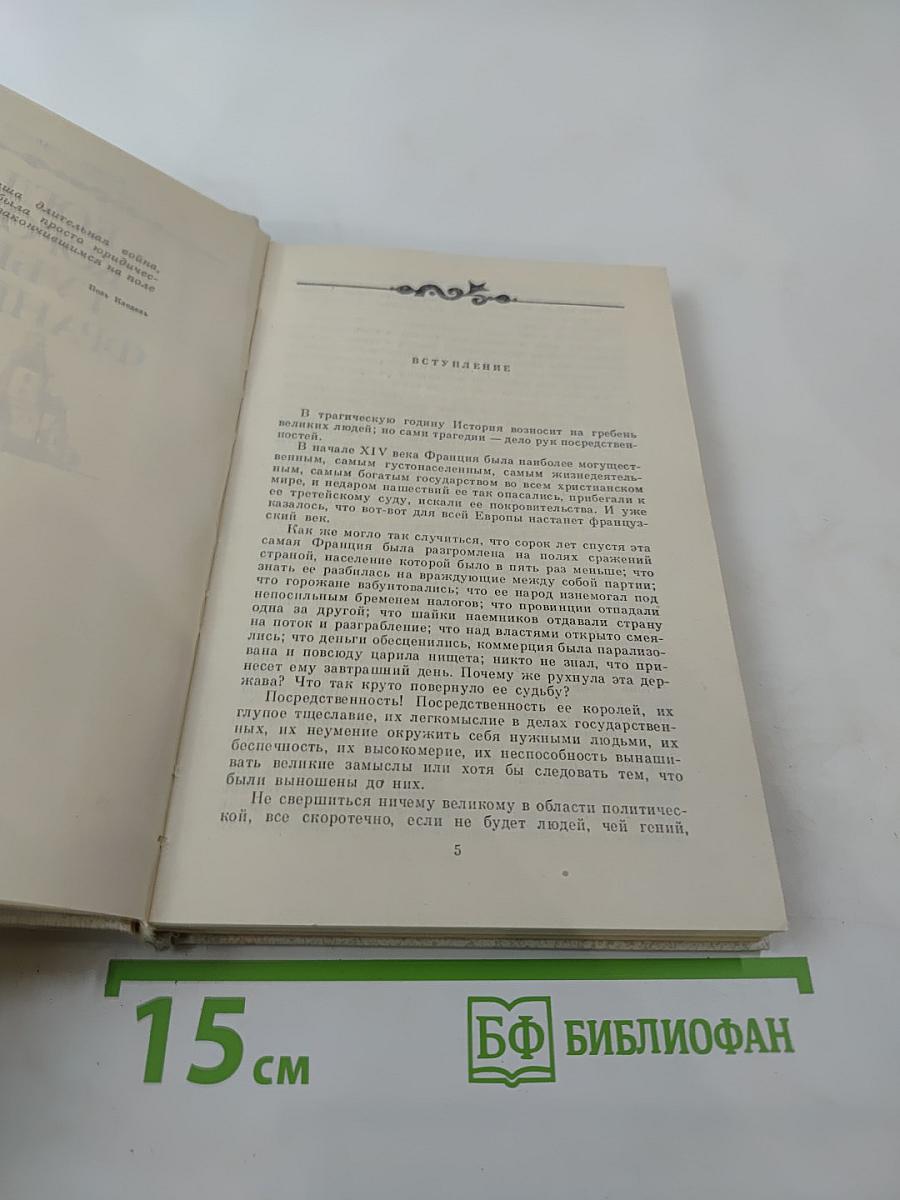 длительная война,
была просто юридичес-
закончившимся на поле
Поль Клодель
ВСТУПЛЕНИЕ
В трагическую годину История возносит на гребень
великих людей; но сами трагедии — дело рук посредствен-
ностей.
В начале XIV века Франция была наиболее могущест-
венным, самым густонаселенным, самым жизнедеятель-
ным, самым богатым государством во всем христианском
мире, и недаром нашествий ее так опасались, прибегали к
ее третейскому суду, искали ее покровительства. И уже
казалось, что вот-вот для всей Европы настанет француз-
ский век.
Как же могло так случиться, что сорок лет спустя эта
самая Франция была разгромлена на полях сражений
страной, население которой было в пять раз меньше; что
знать ее разбилась на враждующие между собой партии;
что горожане взбунтовались; что ее народ изнемогал под
непосильным бременем налогов; что провинции отпадали
одна за другой; что шайки наемников отдавали страну
на поток и разграбление; что над властями открыто смея-
лись; что деньги обесценились, коммерция была парализо-
вана и повсюду царила нищета; никто не знал, что при-
несет ему завтрашний день. Почему же рухнула эта дер-
жава? Что так круто повернуло ее судьбу?
Посредственность! Посредственность ее королей, их
глупое тщеславие, их легкомыслие в делах государствен-
ных, их неумение окружить себя нужными людьми, их
беспечность, их высокомерие, их неспособность вынаши-
вать великие замыслы или хотя бы следовать тем, что
были выношены до них.
Не свершиться ничему великому в области политичес-
кой, все скоротечно, если не будет людей, чей гений,
5
15 см
БФ БИБЛИОФАН